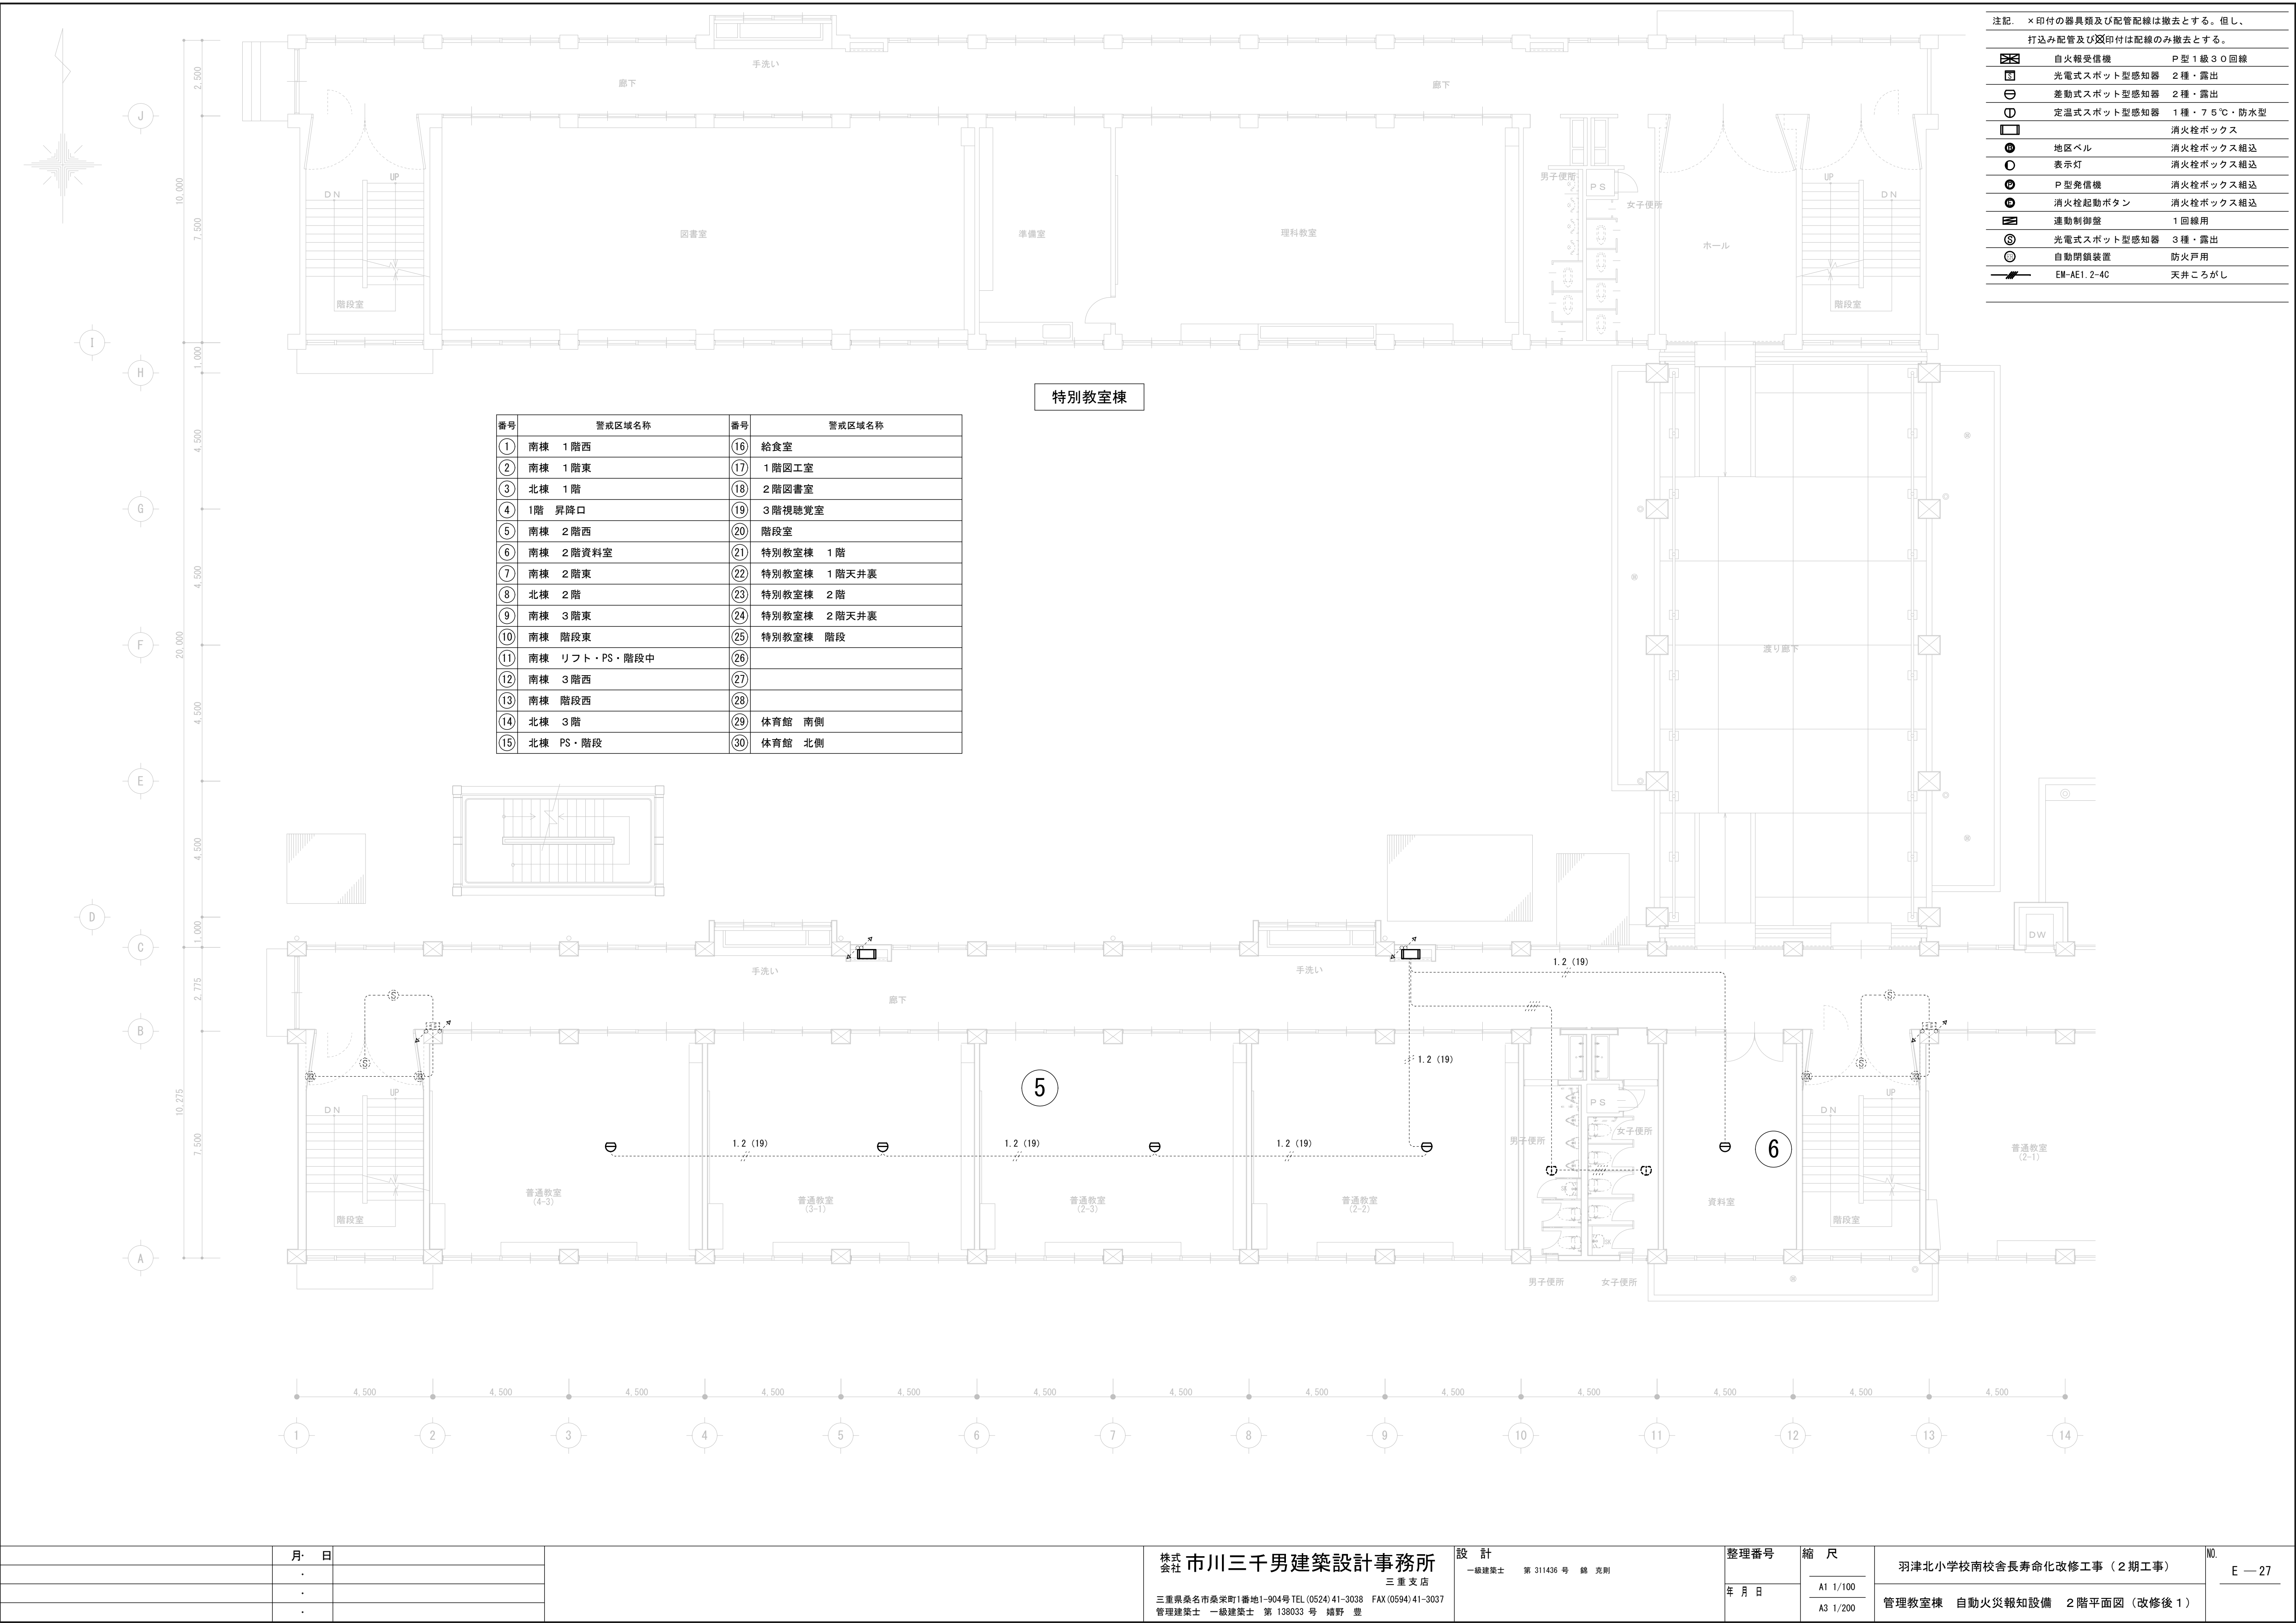 注記. ×印付の器具類及び配管配線は撤去とする。但し、
打込み配管及び⊠印付は配線のみ撤去とする。
自火報受信機 P型1級30回線
光電式スポット型感知器 2種・露出
差動式スポット型感知器 2種・露出
定温式スポット型感知器 1種・75℃・防水型
消火栓ボックス
地区ベル 消火栓ボックス組込
表示灯 消火栓ボックス組込
P型発信機 消火栓ボックス組込
消火栓起動ボタン 消火栓ボックス組込
連動制御盤 1回線用
光電式スポット型感知器 3種・露出
自動閉鎖装置 防火戸用
EM-AE1.2-4C 天井ころがし
手洗い
廊下
廊下
J
2,500
10,000
7,500
UP
DN
階段室
図書室
準備室
理科教室
男子便所
PS
女子便所
ホール
UP
DN
階段室
I
1,000
H
特別教室棟
番号 警戒区域名称 番号 警戒区域名称
1 南棟 1階西 16 給食室
2 南棟 1階東 17 1階図工室
3 北棟 1階 18 2階図書室
4 1階 昇降口 19 3階視聴覚室
5 南棟 2階西 20 階段室
6 南棟 2階資料室 21 特別教室棟 1階
7 南棟 2階東 22 特別教室棟 1階天井裏
8 北棟 2階 23 特別教室棟 2階
9 南棟 3階東 24 特別教室棟 2階天井裏
10 南棟 階段東 25 特別教室棟 階段
11 南棟 リフト・PS・階段中 26
12 南棟 3階西 27
13 南棟 階段西 28
14 北棟 3階 29 体育館 南側
15 北棟 PS・階段 30 体育館 北側
4,500
G
4,500
F
20,000
渡り廊下
4,500
E
4,500
D
1,000
C
DW
手洗い
手洗い
廊下
1.2 (19)
2,775
B
S
S
S
S
1.2 (19)
10,275
7,500
UP
DN
階段室
5
1.2 (19)
1.2 (19)
1.2 (19)
普通教室
(4-3)
普通教室
(3-1)
普通教室
(2-3)
普通教室
(2-2)
男子便所
PS
女子便所
6
資料室
UP
DN
階段室
普通教室
(2-1)
A
男子便所
女子便所
4,500 4,500 4,500 4,500 4,500 4,500 4,500 4,500 4,500 4,500 4,500 4,500 4,500
1 2 3 4 5 6 7 8 9 10 11 12 13 14
月・ 日
・
・
・
株式会社 市川三千男建築設計事務所
三重支店
三重県桑名市桑栄町1番地1-904号TEL(0524)41-3038 FAX(0594)41-3037
管理建築士 一級建築士 第 138033 号 嬉野 豊
設 計
一級建築士 第 311436 号 錦 克則
整理番号
年 月 日
縮 尺
A1 1/100
A3 1/200
羽津北小学校南校舎長寿命化改修工事（2期工事）
管理教室棟 自動火災報知設備 2階平面図（改修後1）
NO.
E — 27